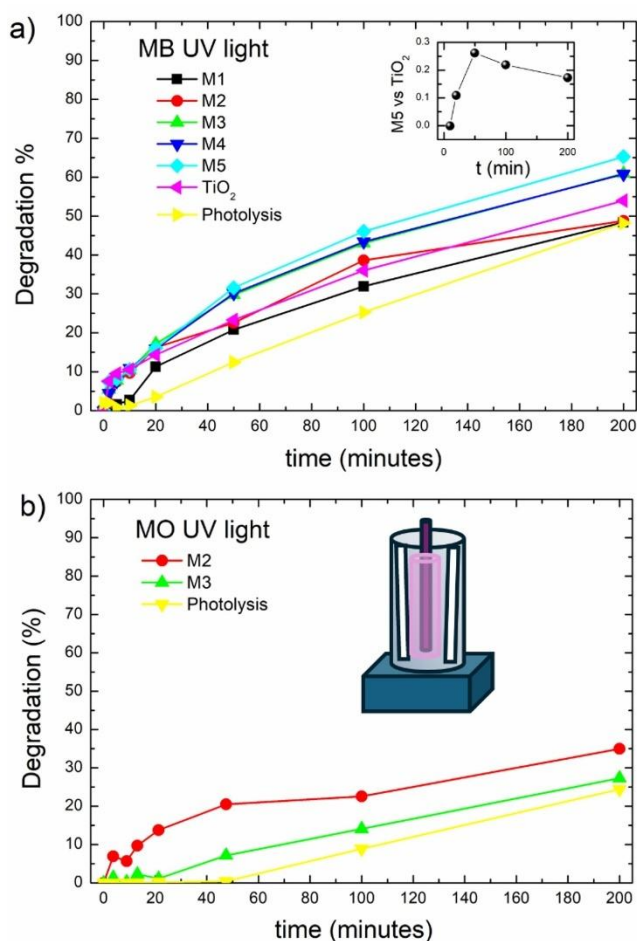 a)
MB UV light
M1
M2
M3
M4
M5
TiO₂
Photolysis
Degradation %
100
90
80
70
60
50
40
30
20
10
0
0 20 40 60 80 100 120 140 160 180 200
time (minutes)
M5 vs TiO₂
0.3
0.2
0.1
0.0
0 100 200
t (min)
b)
MO UV light
M2
M3
Photolysis
Degradation (%)
100
90
80
70
60
50
40
30
20
10
0
0 20 40 60 80 100 120 140 160 180 200
time (minutes)